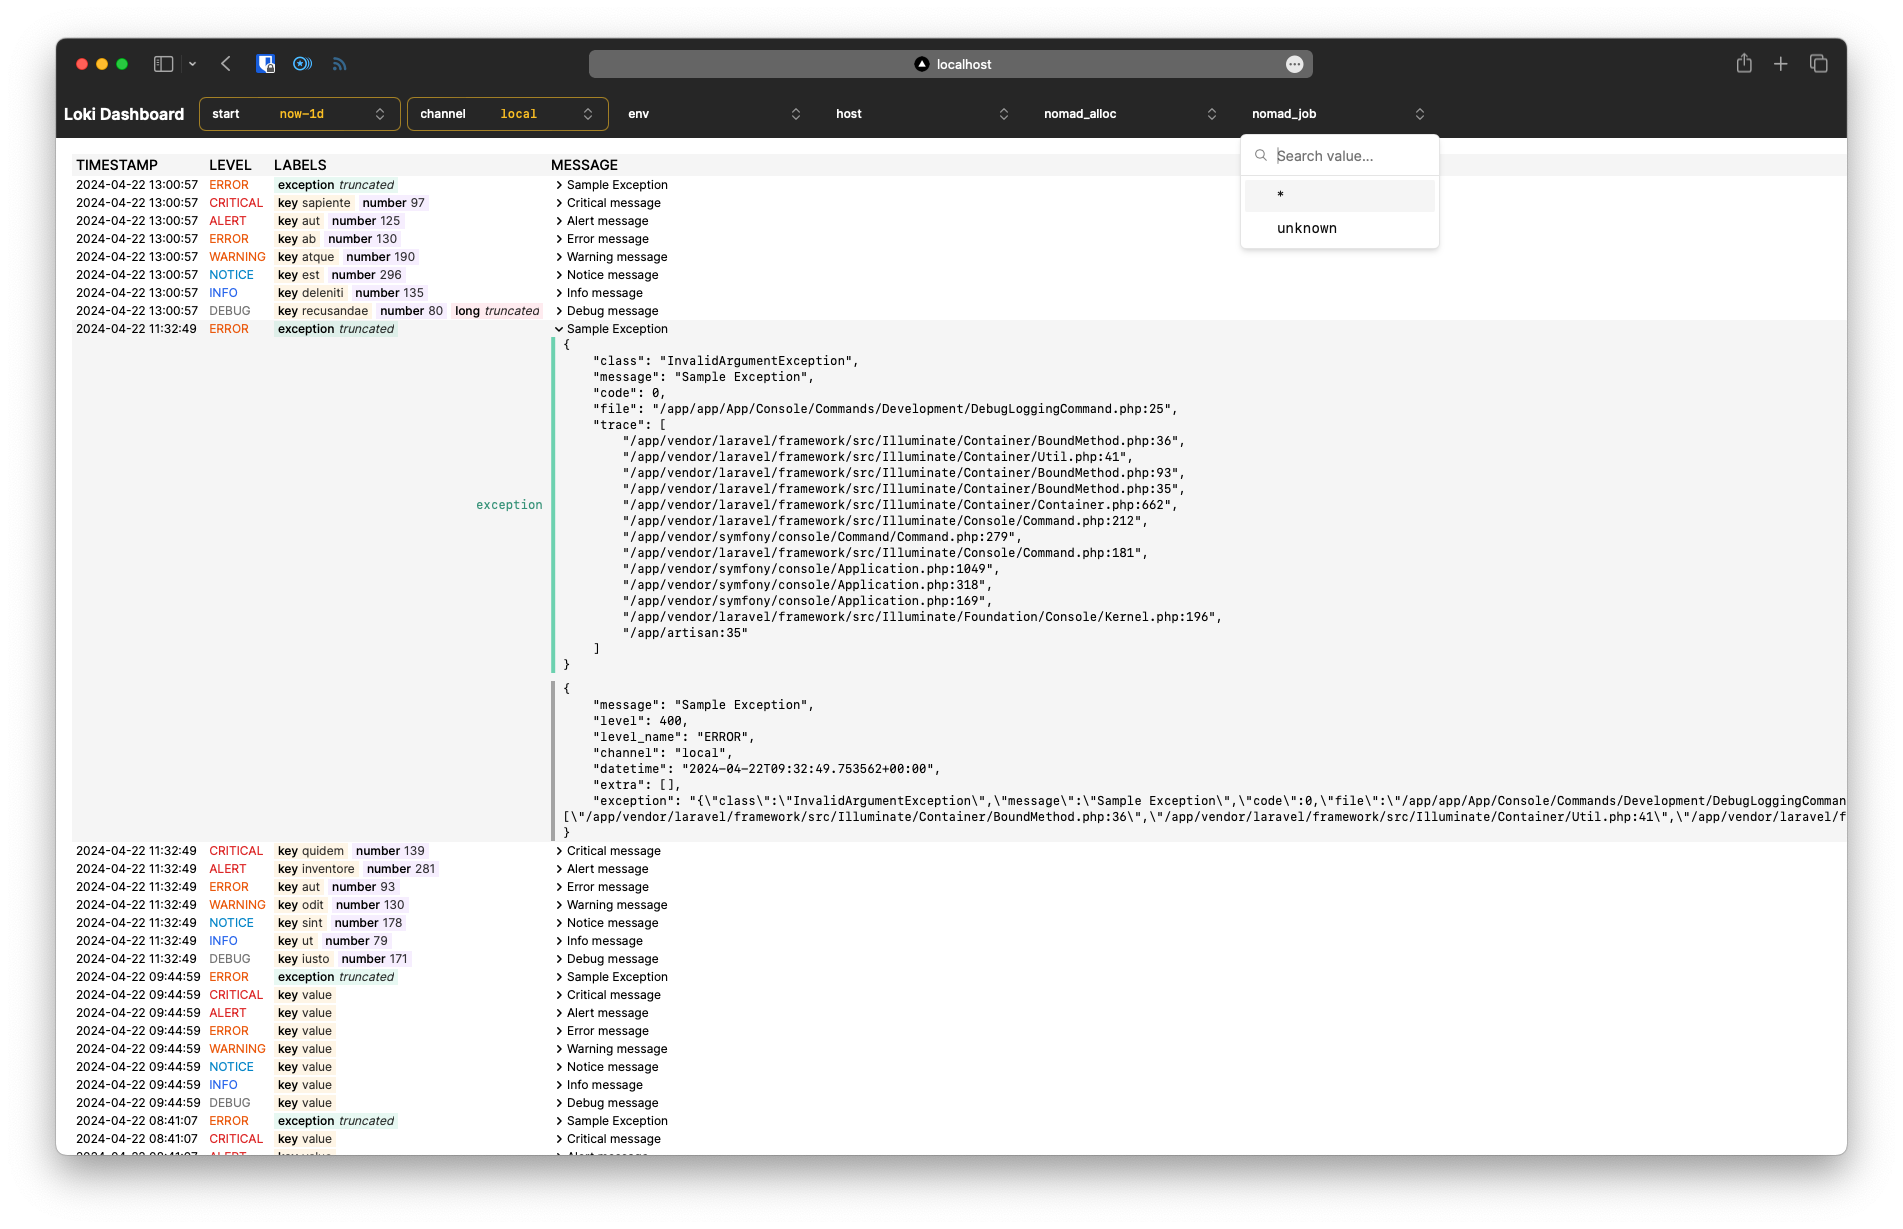 localhost
Loki Dashboard start now-1d channel local env host nomad_alloc nomad_job
Search value...
*
unknown
TIMESTAMP LEVEL LABELS MESSAGE
2024-04-22 13:00:57 ERROR exception truncated Sample Exception
2024-04-22 13:00:57 CRITICAL key sapiente number 97 Critical message
2024-04-22 13:00:57 ALERT key aut number 125 Alert message
2024-04-22 13:00:57 ERROR key ab number 130 Error message
2024-04-22 13:00:57 WARNING key atque number 190 Warning message
2024-04-22 13:00:57 NOTICE key est number 296 Notice message
2024-04-22 13:00:57 INFO key deleniti number 135 Info message
2024-04-22 13:00:57 DEBUG key recusandae number 80 long truncated Debug message
2024-04-22 11:32:49 ERROR exception truncated Sample Exception
exception
{
"class": "InvalidArgumentException",
"message": "Sample Exception",
"code": 0,
"file": "/app/app/App/Console/Commands/Development/DebugLoggingCommand.php:25",
"trace": [
"/app/vendor/laravel/framework/src/Illuminate/Container/BoundMethod.php:36",
"/app/vendor/laravel/framework/src/Illuminate/Container/Util.php:41",
"/app/vendor/laravel/framework/src/Illuminate/Container/BoundMethod.php:93",
"/app/vendor/laravel/framework/src/Illuminate/Container/BoundMethod.php:35",
"/app/vendor/laravel/framework/src/Illuminate/Container/Container.php:662",
"/app/vendor/laravel/framework/src/Illuminate/Console/Command.php:212",
"/app/vendor/symfony/console/Command/Command.php:279",
"/app/vendor/laravel/framework/src/Illuminate/Console/Command.php:181",
"/app/vendor/symfony/console/Application.php:1049",
"/app/vendor/symfony/console/Application.php:318",
"/app/vendor/symfony/console/Application.php:169",
"/app/vendor/laravel/framework/src/Illuminate/Foundation/Console/Kernel.php:196",
"/app/artisan:35"
]
}
{
"message": "Sample Exception",
"level": 400,
"level_name": "ERROR",
"channel": "local",
"datetime": "2024-04-22T09:32:49.753562+00:00",
"extra": [],
"exception": "{\"class\":\"InvalidArgumentException\",\"message\":\"Sample Exception\",\"code\":0,\"file\":\"/app/app/App/Console/Commands/Development/DebugLoggingComman
[\"/app/vendor/laravel/framework/src/Illuminate/Container/BoundMethod.php:36\",\"/app/vendor/laravel/framework/src/Illuminate/Container/Util.php:41\",\"/app/vendor/laravel/f
}
2024-04-22 11:32:49 CRITICAL key quidem number 139 Critical message
2024-04-22 11:32:49 ALERT key inventore number 281 Alert message
2024-04-22 11:32:49 ERROR key aut number 93 Error message
2024-04-22 11:32:49 WARNING key odit number 130 Warning message
2024-04-22 11:32:49 NOTICE key sint number 178 Notice message
2024-04-22 11:32:49 INFO key ut number 79 Info message
2024-04-22 11:32:49 DEBUG key iusto number 171 Debug message
2024-04-22 09:44:59 ERROR exception truncated Sample Exception
2024-04-22 09:44:59 CRITICAL key value Critical message
2024-04-22 09:44:59 ALERT key value Alert message
2024-04-22 09:44:59 ERROR key value Error message
2024-04-22 09:44:59 WARNING key value Warning message
2024-04-22 09:44:59 NOTICE key value Notice message
2024-04-22 09:44:59 INFO key value Info message
2024-04-22 09:44:59 DEBUG key value Debug message
2024-04-22 08:41:07 ERROR exception truncated Sample Exception
2024-04-22 08:41:07 CRITICAL key value Critical message